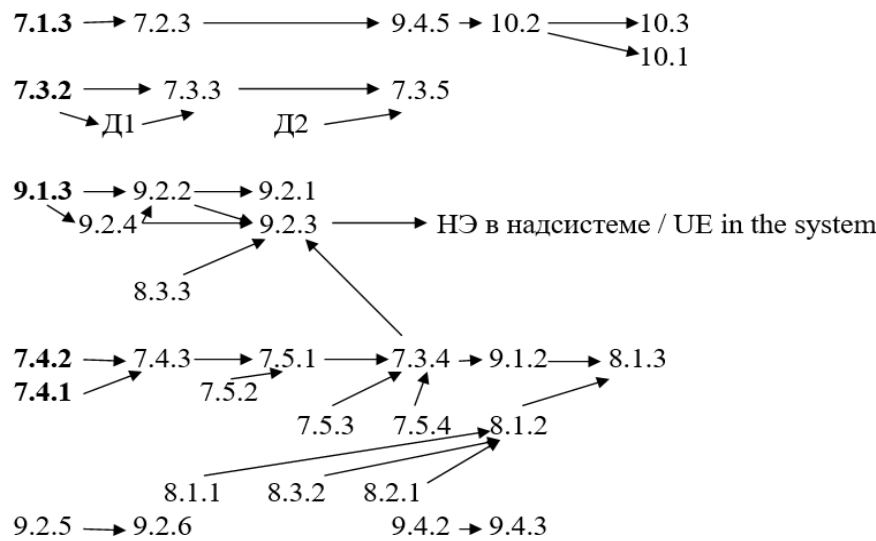 7.1.3 7.2.3 9.4.5 10.2 10.3
10.1
7.3.2 7.3.3 7.3.5
Д1 Д2
9.1.3 9.2.2 9.2.1
9.2.4 9.2.3 НЭ в надсистеме / UE in the system
8.3.3
7.4.2 7.4.3 7.5.1 7.3.4 9.1.2 8.1.3
7.4.1 7.5.2
7.5.3 7.5.4 8.1.2
8.1.1 8.3.2 8.2.1
9.2.5 9.2.6 9.4.2 9.4.3